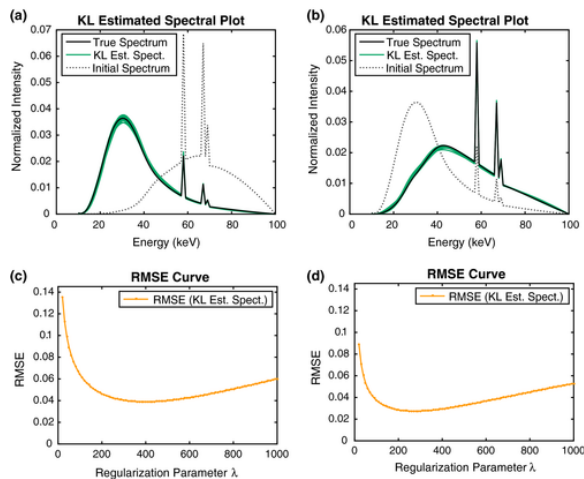 (a)
KL Estimated Spectral Plot
0.07
0.06
0.05
0.04
0.03
0.02
0.01
0
Normalized Intensity
True Spectrum
KL Est. Spect.
Initial Spectrum
0 20 40 60 80 100
Energy (keV)
(b)
KL Estimated Spectral Plot
0.06
0.05
0.04
0.03
0.02
0.01
0
Normalized Intensity
True Spectrum
KL Est. Spect.
Initial Spectrum
0 20 40 60 80 100
Energy (keV)
(c)
RMSE Curve
0.14
0.12
0.1
0.08
0.06
0.04
0.02
0
RMSE
RMSE (KL Est. Spect.)
0 200 400 600 800 1000
Regularization Parameter λ
(d)
RMSE Curve
0.14
0.12
0.1
0.08
0.06
0.04
0.02
0
RMSE
RMSE (KL Est. Spect.)
0 200 400 600 800 1000
Regularization Parameter λ